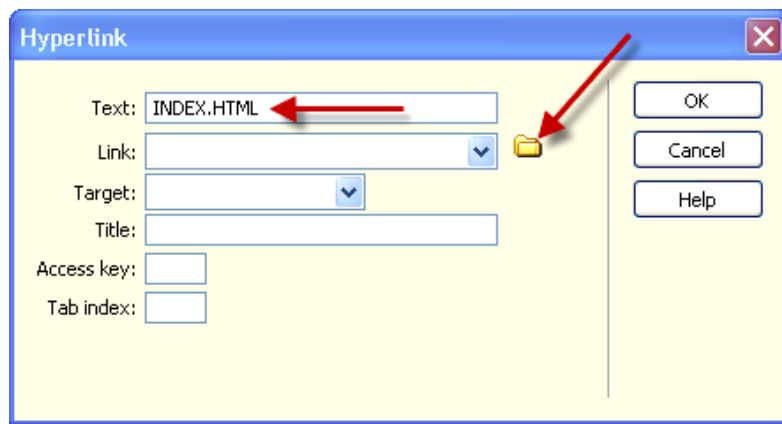 Hyperlink
Text: INDEX.HTML
OK
Link:
Cancel
Target:
Help
Title:
Access key:
Tab index: